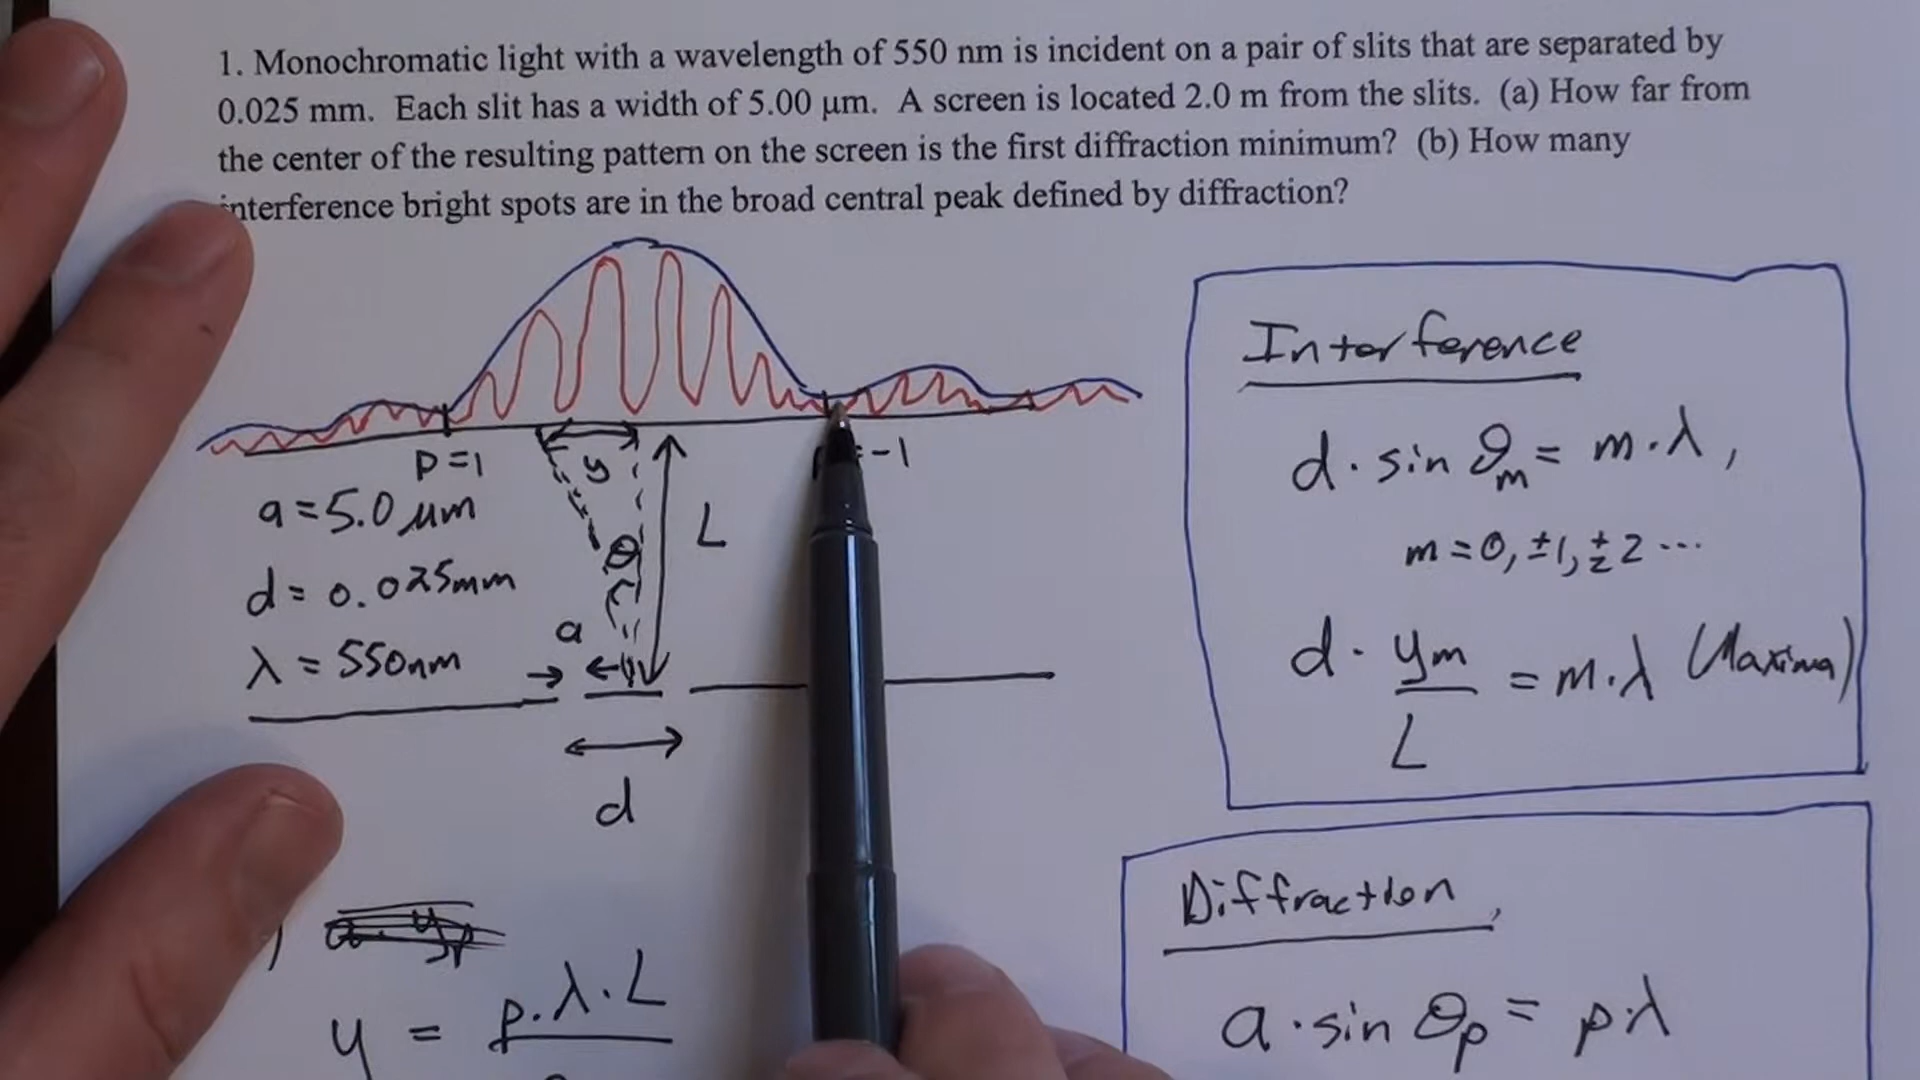 1. Monochromatic light with a wavelength of 550 nm is incident on a pair of slits that are separated by
0.025 mm. Each slit has a width of 5.00 μm. A screen is located 2.0 m from the slits. (a) How far from
the center of the resulting pattern on the screen is the first diffraction minimum? (b) How many
interference bright spots are in the broad central peak defined by diffraction?
p=1
y
=-1
a=5.0 μm
L
θ
d=0.025mm
a
λ=550nm
d
y = p.λ.L
Interference
d·sin θm = m·λ,
m=0,±1,±2...
d· ym = m.λ (Maxima)
L
Diffraction
a·sin θp = p.λ